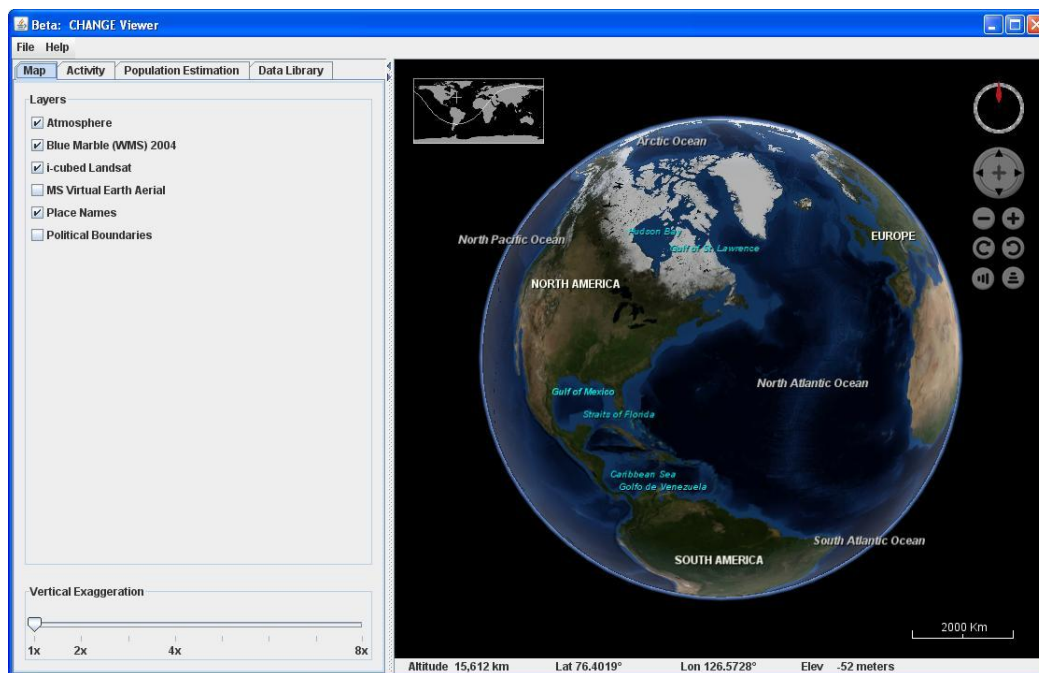 Beta: CHANGE Viewer
File Help
Map Activity Population Estimation Data Library
Layers
Atmosphere
Blue Marble (WMS) 2004
i-cubed Landsat
MS Virtual Earth Aerial
Place Names
Political Boundaries
Vertical Exaggeration
1x 2x 4x 8x
Arctic Ocean
Hudson Bay
EUROPE
North Pacific Ocean
Gulf of St. Lawrence
NORTH AMERICA
North Atlantic Ocean
Gulf of Mexico
Straits of Florida
Caribbean Sea
Golfo de Venezuela
South Atlantic Ocean
SOUTH AMERICA
2000 Km
Altitude 15,612 km Lat 76.4019° Lon 126.5728° Elev -52 meters